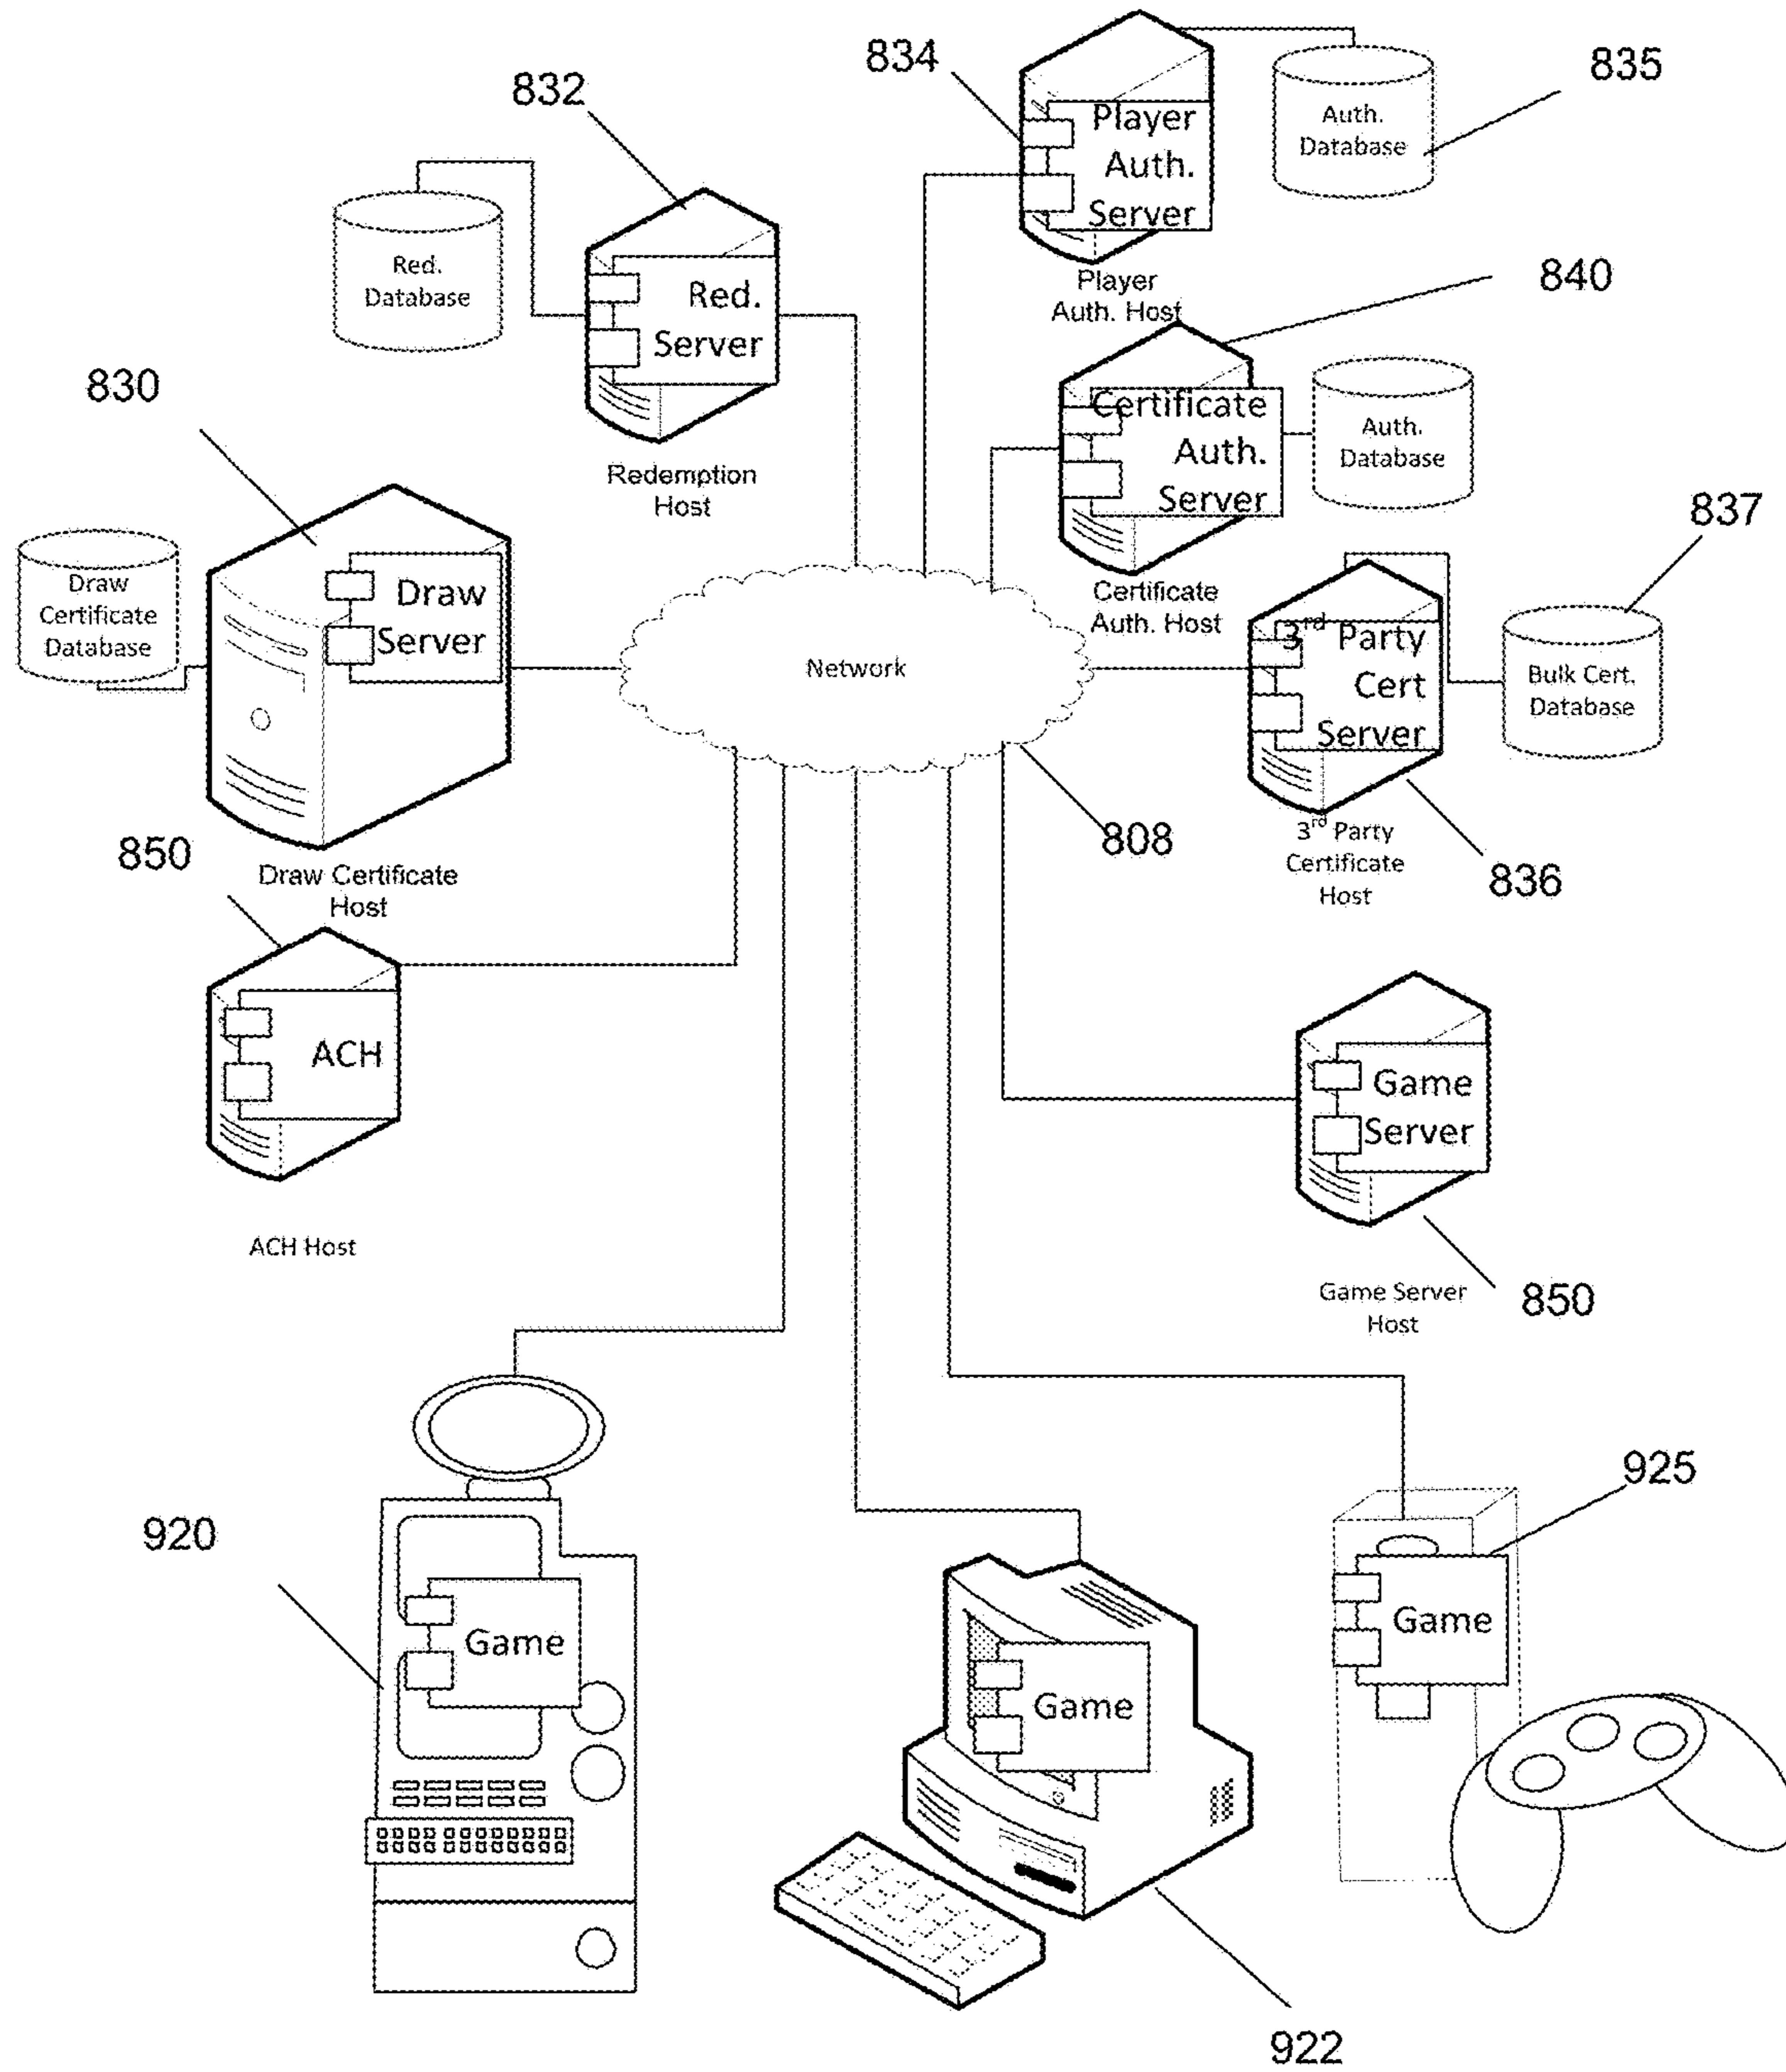 834
835
832
Player
Auth.
Server
Auth.
Database
Player
Auth. Host
840
Red.
Database
Red.
Server
Redemption
Host
830
Certificate
Auth.
Server
Auth.
Database
Certificate
Auth. Host
837
Draw
Certificate
Database
Draw
Server
Network
3rd Party
Cert
Server
Bulk Cert.
Database
850
Draw Certificate
Host
808
3rd Party
Certificate
Host
836
ACH
ACH Host
Game
Server
Game Server
Host
850
920
Game
Game
925
Game
922